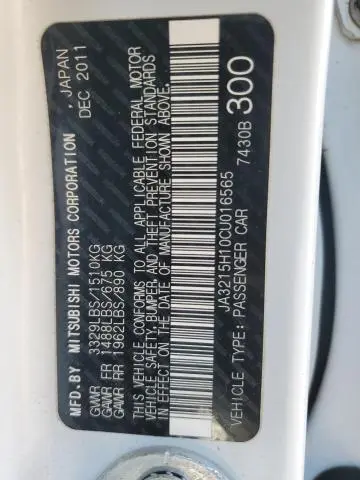 MFD.BY MITSUBISHI MOTORS CORPORATION ,JAPAN
DEC 2011
GVWR 3329LBS/1510KG
GAWR FR 1488LBS/675 KG
GAWR RR 1962LBS/890 KG
THIS VEHICLE CONFORMS TO ALL APPLICABLE FEDERAL MOTOR
VEHICLE SAFETY,BUMPER, AND THEFT PREVENTION STANDARDS
IN EFFECT ON THE DATE OF MANUFACTURE SHOWN ABOVE.
JA3215H10CU016565
VEHICLE TYPE: PASSENGER CAR 7430B
300